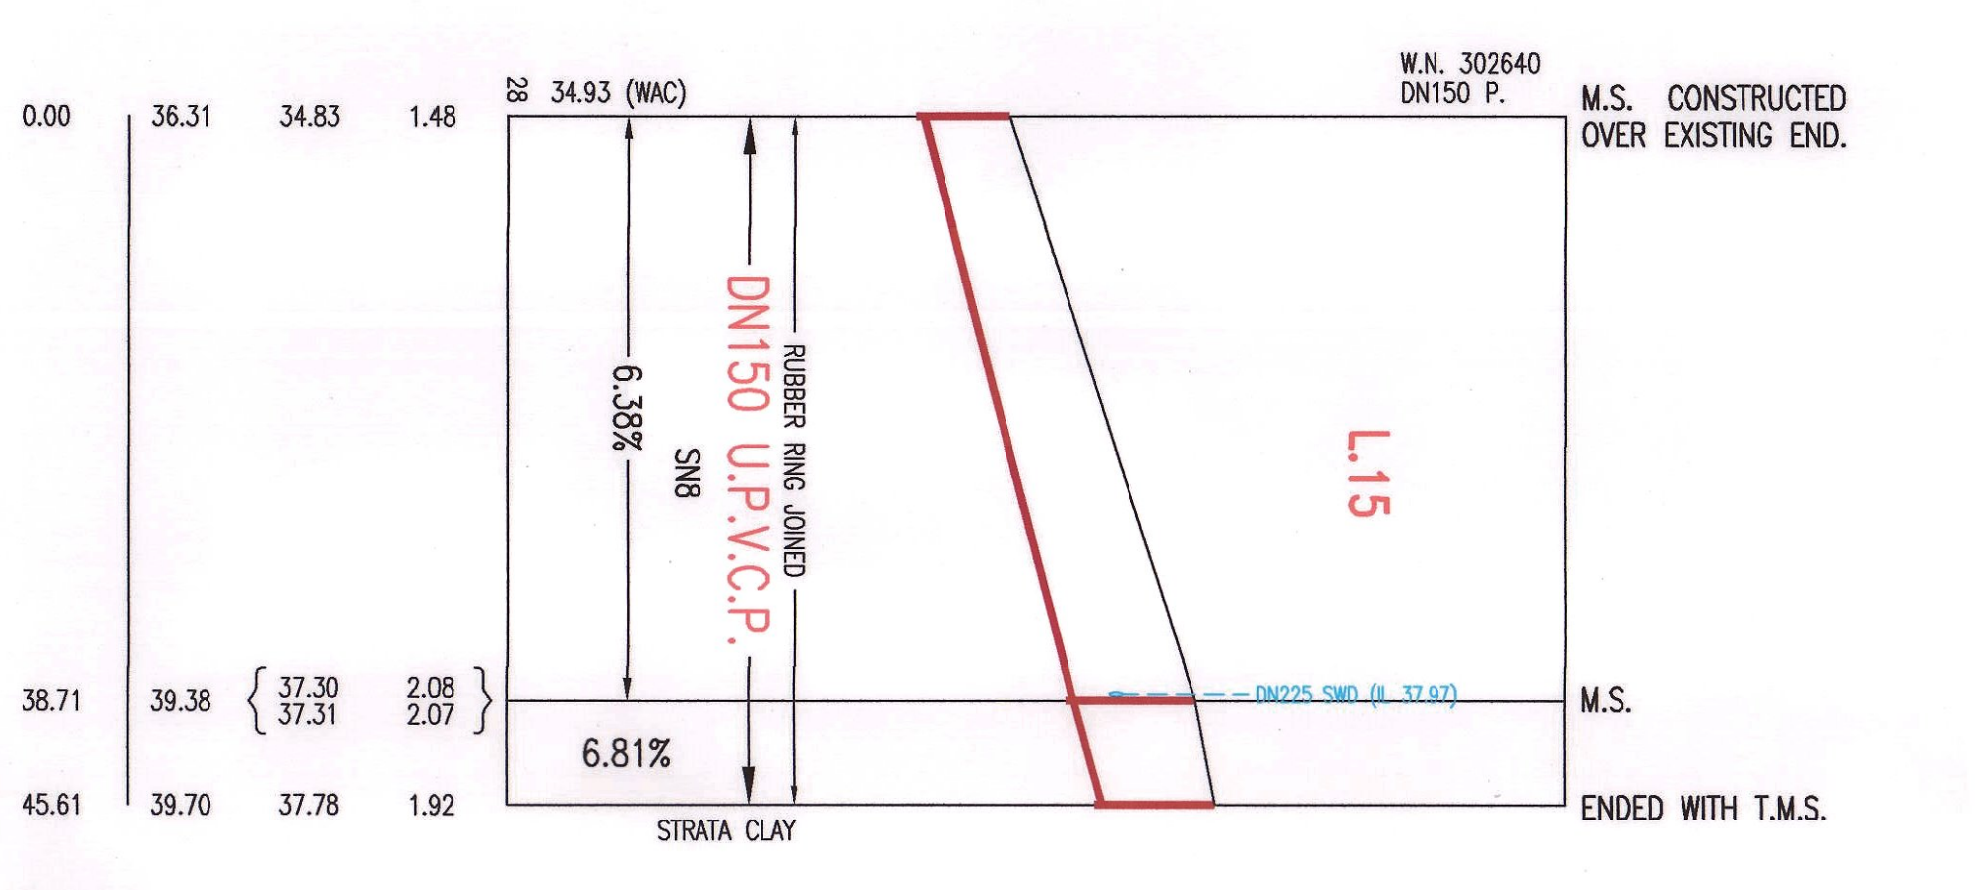 W.N. 302640
DN150 P.
28 34.93 (WAC)
M.S. CONSTRUCTED
OVER EXISTING END.
0.00 36.31 34.83 1.48
6.38%
SN8
DN150 U.P.V.C.P.
RUBBER RING JOINED
L.15
38.71 39.38 { 37.30 2.08 }
37.31 2.07
DN225 SWD (IL 37.97)
M.S.
6.81%
45.61 39.70 37.78 1.92
ENDED WITH T.M.S.
STRATA CLAY